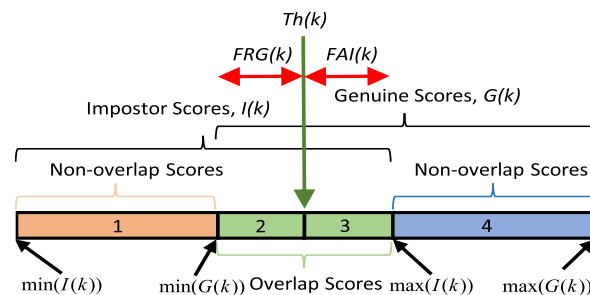 Th(k)
FRG(k) FAI(k)
Impostor Scores, I(k) Genuine Scores, G(k)
Non-overlap Scores Non-overlap Scores
1 2 3 4
min(I(k)) min(G(k)) Overlap Scores max(I(k)) max(G(k))